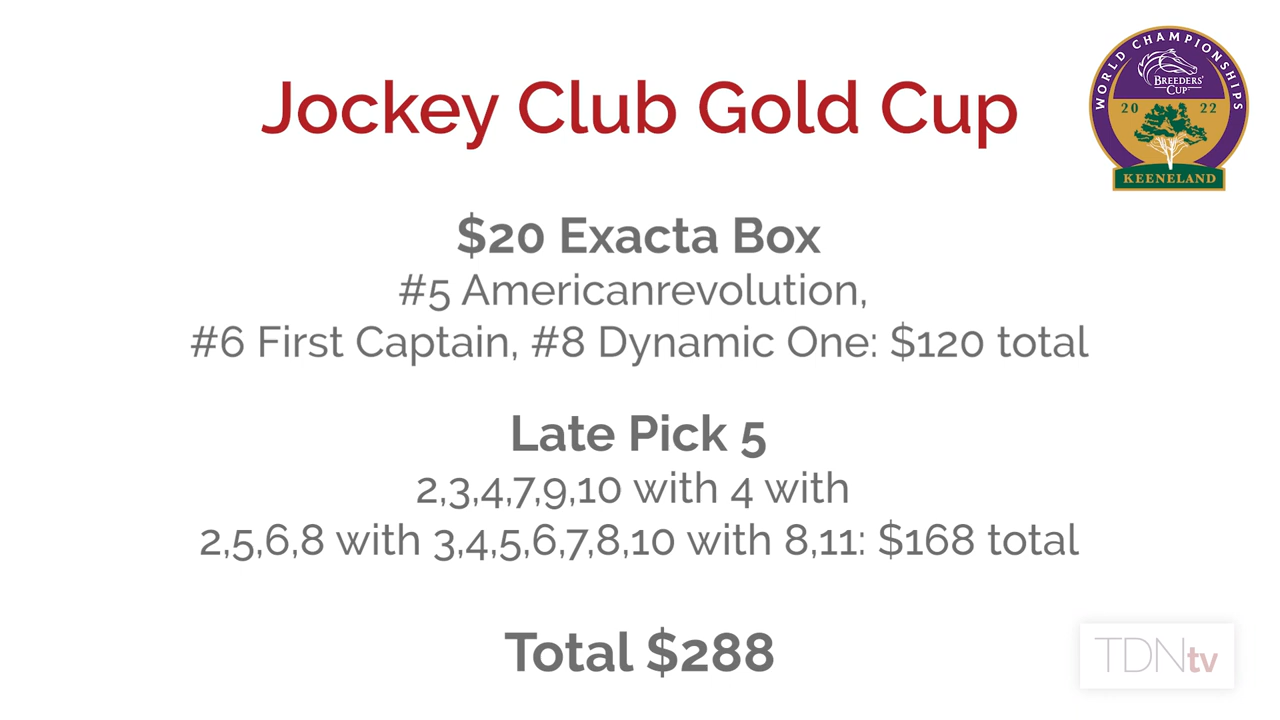 Jockey Club Gold Cup
WORLD CHAMPIONSHIPS
BREEDERS'
CUP
20 22
KEENELAND
$20 Exacta Box
#5 Americanrevolution,
#6 First Captain, #8 Dynamic One: $120 total
Late Pick 5
2,3,4,7,9,10 with 4 with
2,5,6,8 with 3,4,5,6,7,8,10 with 8,11: $168 total
Total $288
TDNtv